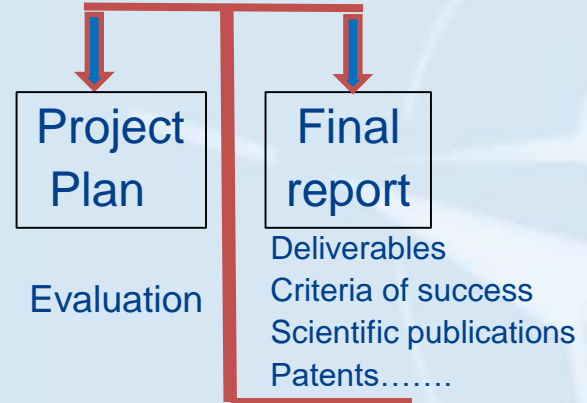 Project
Plan
Evaluation
Final
report
Deliverables
Criteria of success
Scientific publications
Patents…….